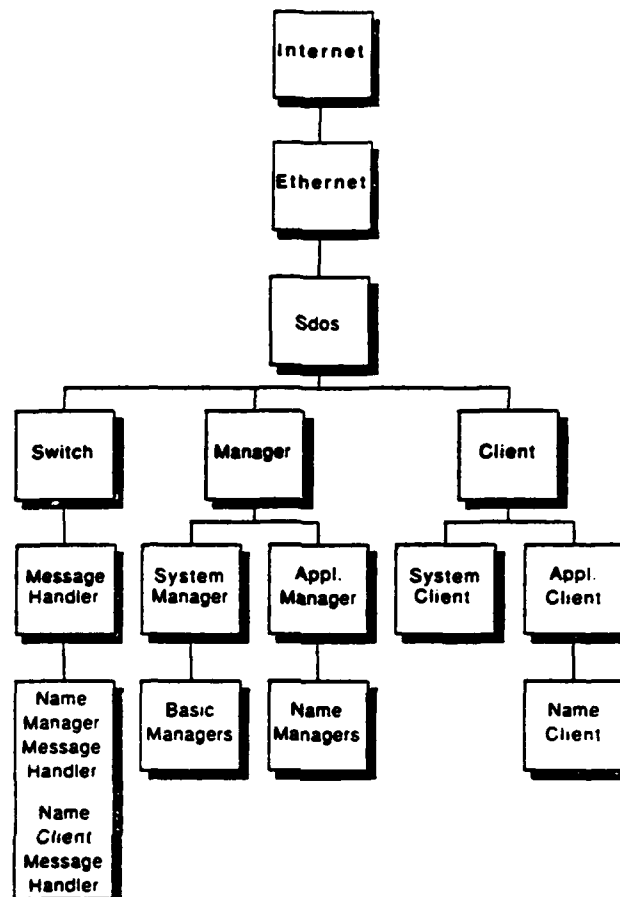 Internet
Ethernet
Sdos
Switch
Manager
Client
Message
Handler
System
Manager
Appl.
Manager
System
Client
Appl.
Client
Name
Manager
Message
Handler
Name
Client
Message
Handler
Basic
Managers
Name
Managers
Name
Client